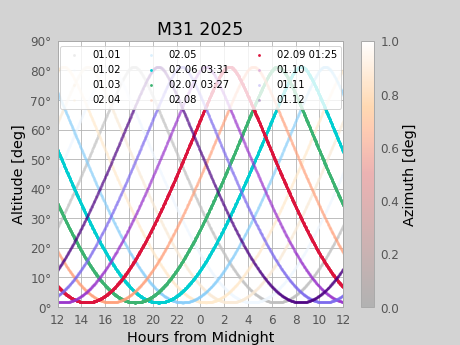 M31 2025
90°
80°
70°
60°
50°
40°
30°
20°
10°
0°
Altitude [deg]
01.01 02.05 02.09 01:25
01.02 02.06 03:31 01.10
01.03 02.07 03:27 01.11
02.04 02.08 01.12
12 14 16 18 20 22 0 2 4 6 8 10 12
Hours from Midnight
1.0
0.8
0.6
0.4
0.2
0.0
Azimuth [deg]